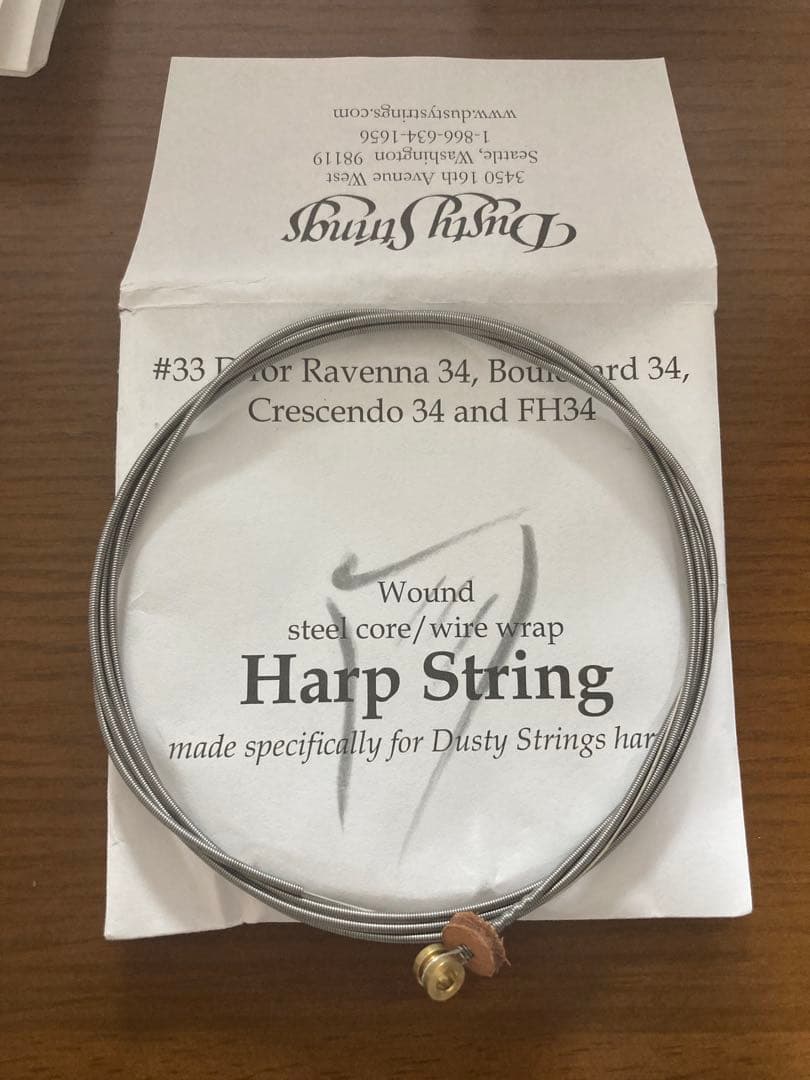 Dusty Strings
3450 16th Avenue West
Seattle, Washington 98119
1-866-634-1656
www.dustystrings.com
#33 D for Ravenna 34, Boulevard 34,
Crescendo 34 and FH34
Wound
steel core/wire wrap
Harp String
made specifically for Dusty Strings